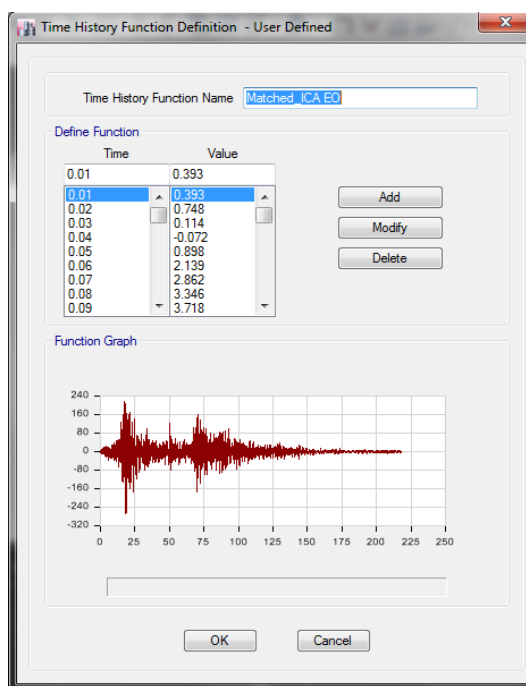 Time History Function Definition - User Defined
Time History Function Name Matched_ICA EO
Define Function
Time Value
0.01 0.393
0.01 0.393
0.02 0.748
0.03 0.114
0.04 -0.072
0.05 0.898
0.06 2.139
0.07 2.862
0.08 3.346
0.09 3.718
Add
Modify
Delete
Function Graph
240
160
80
0
-80
-160
-240
-320
0 25 50 75 100 125 150 175 200 225 250
OK Cancel